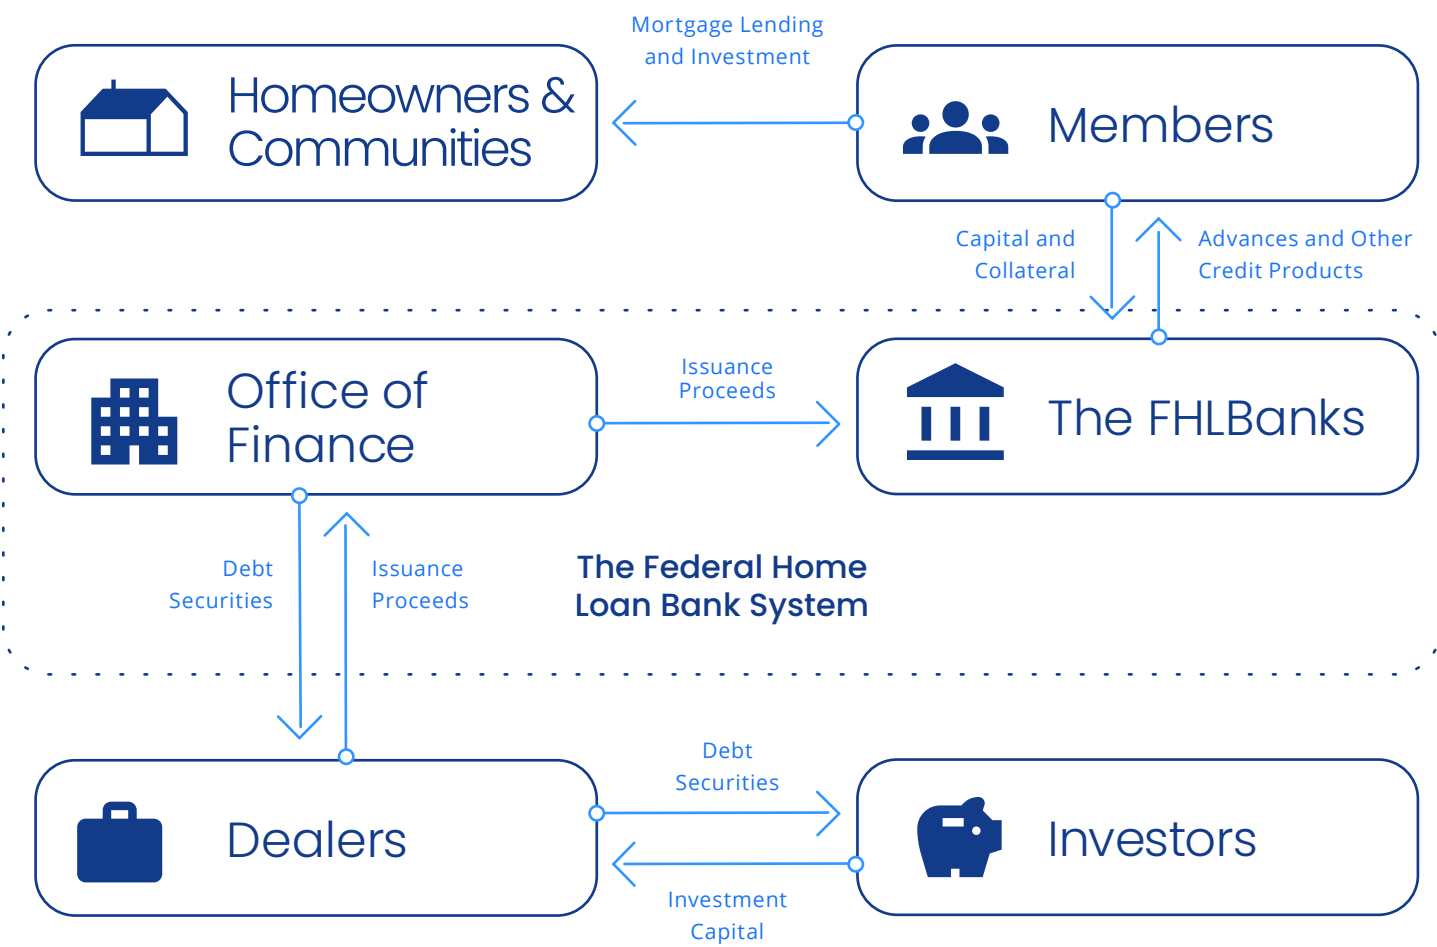 Mortgage Lending
and Investment
Homeowners &
Communities
Members
Capital and
Collateral
Advances and Other
Credit Products
Office of
Finance
Issuance
Proceeds
The FHLBanks
Debt
Securities
Issuance
Proceeds
The Federal Home
Loan Bank System
Dealers
Debt
Securities
Investment
Capital
Investors